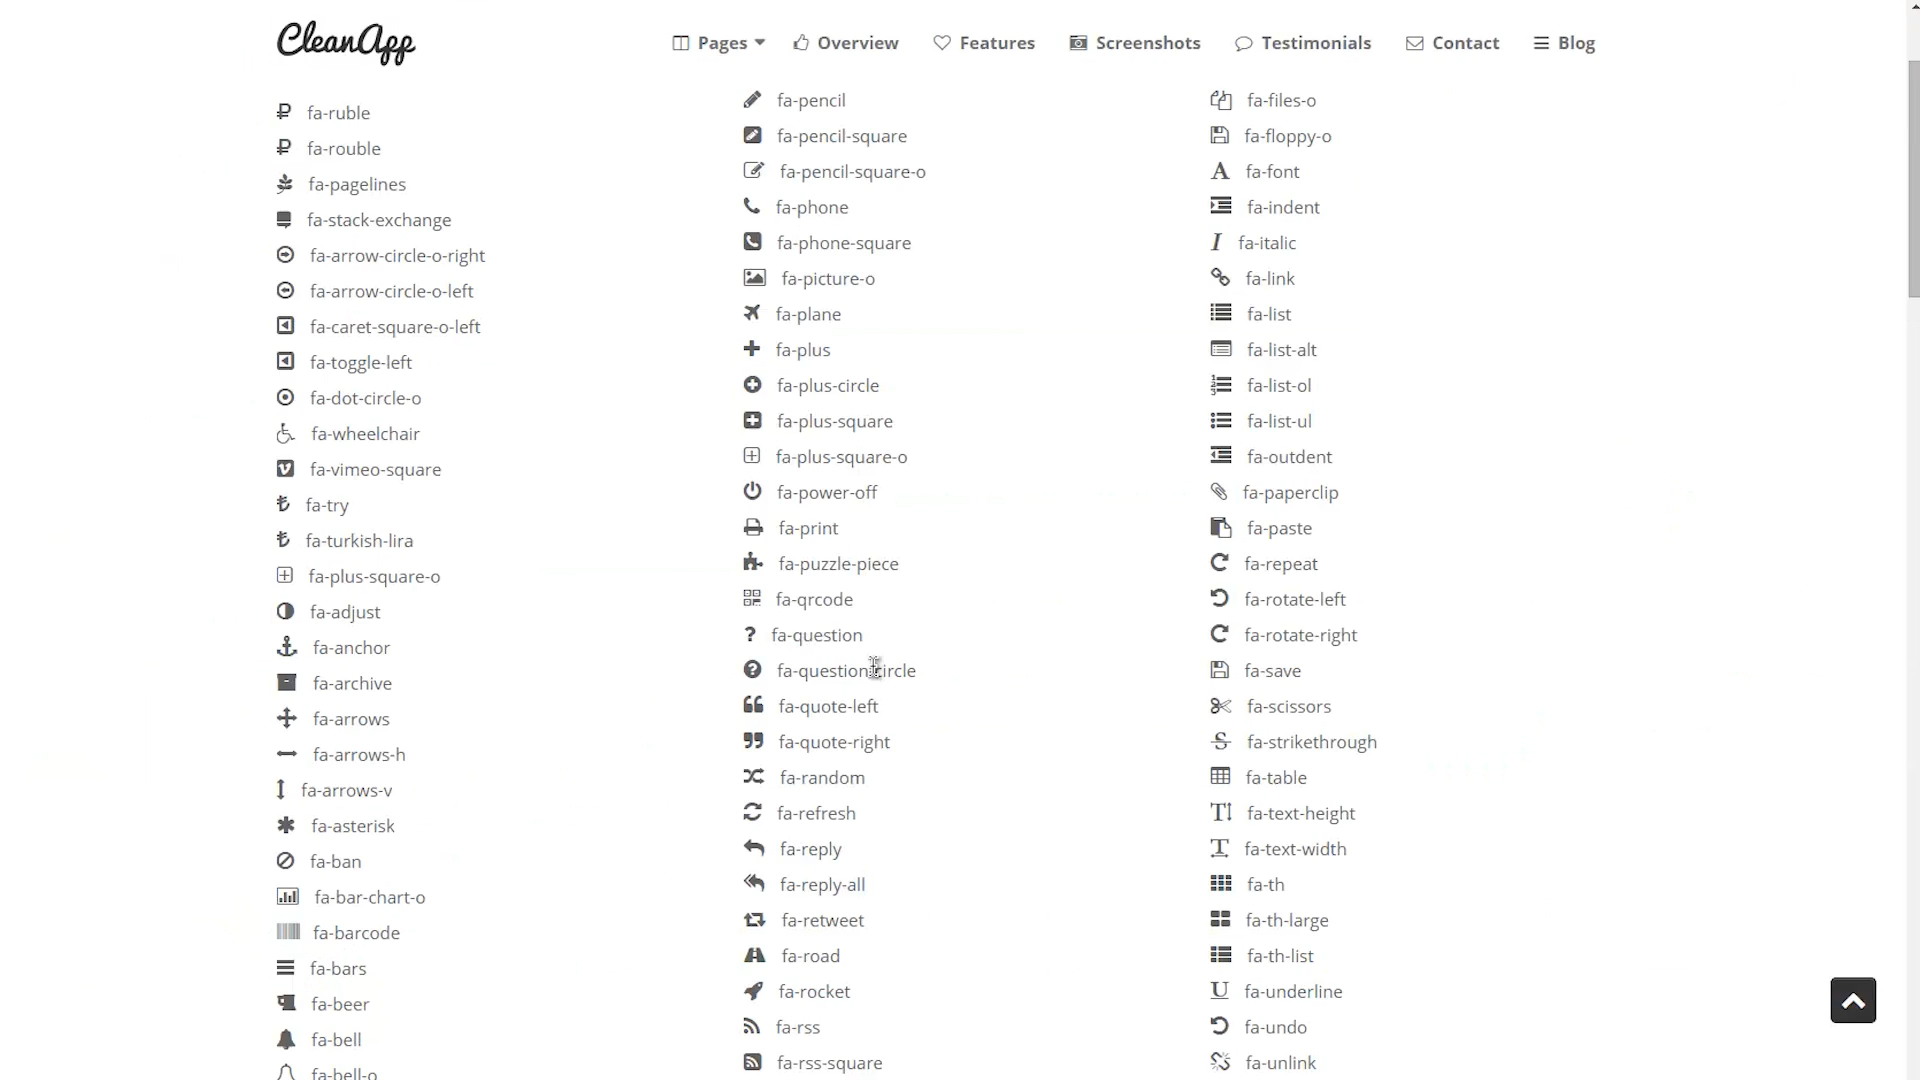 CleanApp
Pages
Overview
Features
Screenshots
Testimonials
Contact
Blog
fa-ruble
fa-rouble
fa-pagelines
fa-stack-exchange
fa-arrow-circle-o-right
fa-arrow-circle-o-left
fa-caret-square-o-left
fa-toggle-left
fa-dot-circle-o
fa-wheelchair
fa-vimeo-square
fa-try
fa-turkish-lira
fa-plus-square-o
fa-adjust
fa-anchor
fa-archive
fa-arrows
fa-arrows-h
fa-arrows-v
fa-asterisk
fa-ban
fa-bar-chart-o
fa-barcode
fa-bars
fa-beer
fa-bell
fa-bell-o
fa-pencil
fa-pencil-square
fa-pencil-square-o
fa-phone
fa-phone-square
fa-picture-o
fa-plane
fa-plus
fa-plus-circle
fa-plus-square
fa-plus-square-o
fa-power-off
fa-print
fa-puzzle-piece
fa-qrcode
fa-question
fa-question-circle
fa-quote-left
fa-quote-right
fa-random
fa-refresh
fa-reply
fa-reply-all
fa-retweet
fa-road
fa-rocket
fa-rss
fa-rss-square
fa-files-o
fa-floppy-o
fa-font
fa-indent
fa-italic
fa-link
fa-list
fa-list-alt
fa-list-ol
fa-list-ul
fa-outdent
fa-paperclip
fa-paste
fa-repeat
fa-rotate-left
fa-rotate-right
fa-save
fa-scissors
fa-strikethrough
fa-table
fa-text-height
fa-text-width
fa-th
fa-th-large
fa-th-list
fa-underline
fa-undo
fa-unlink